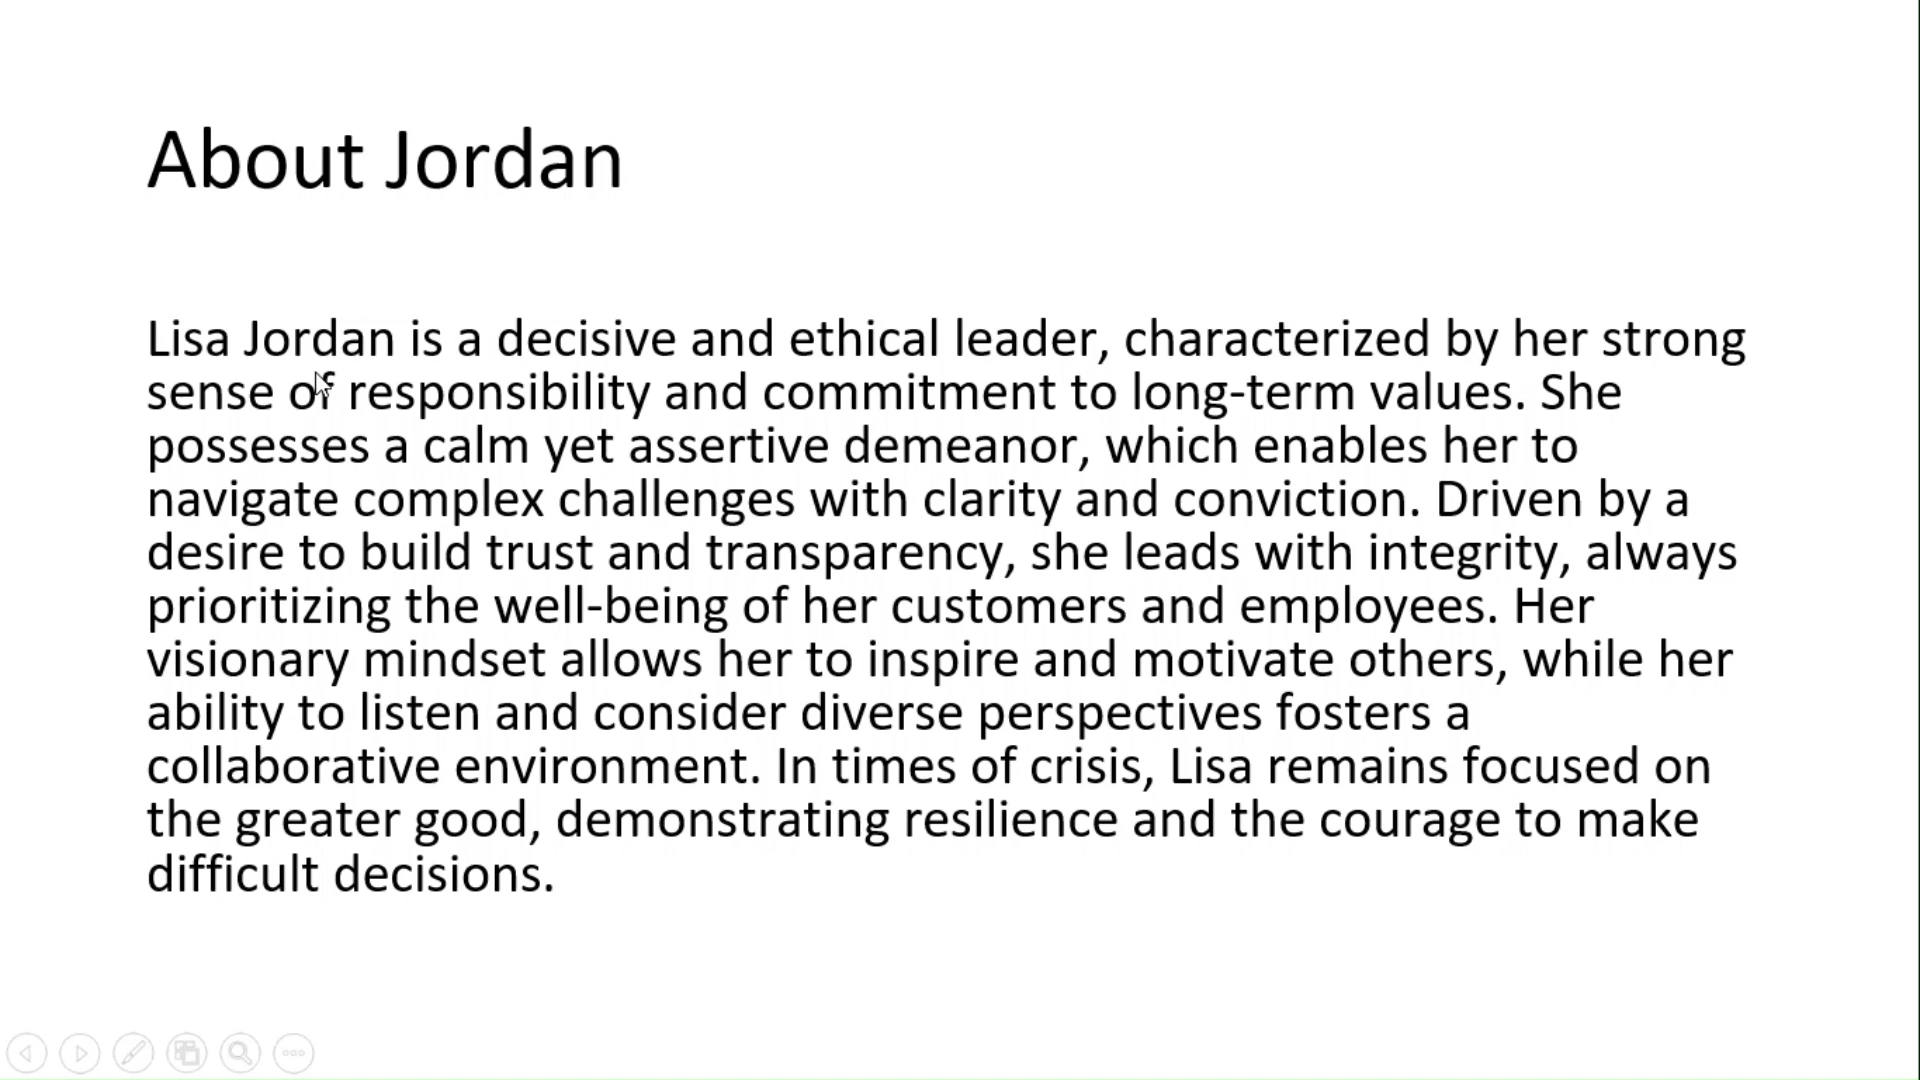 About Jordan
Lisa Jordan is a decisive and ethical leader, characterized by her strong
sense of responsibility and commitment to long-term values. She
possesses a calm yet assertive demeanor, which enables her to
navigate complex challenges with clarity and conviction. Driven by a
desire to build trust and transparency, she leads with integrity, always
prioritizing the well-being of her customers and employees. Her
visionary mindset allows her to inspire and motivate others, while her
ability to listen and consider diverse perspectives fosters a
collaborative environment. In times of crisis, Lisa remains focused on
the greater good, demonstrating resilience and the courage to make
difficult decisions.